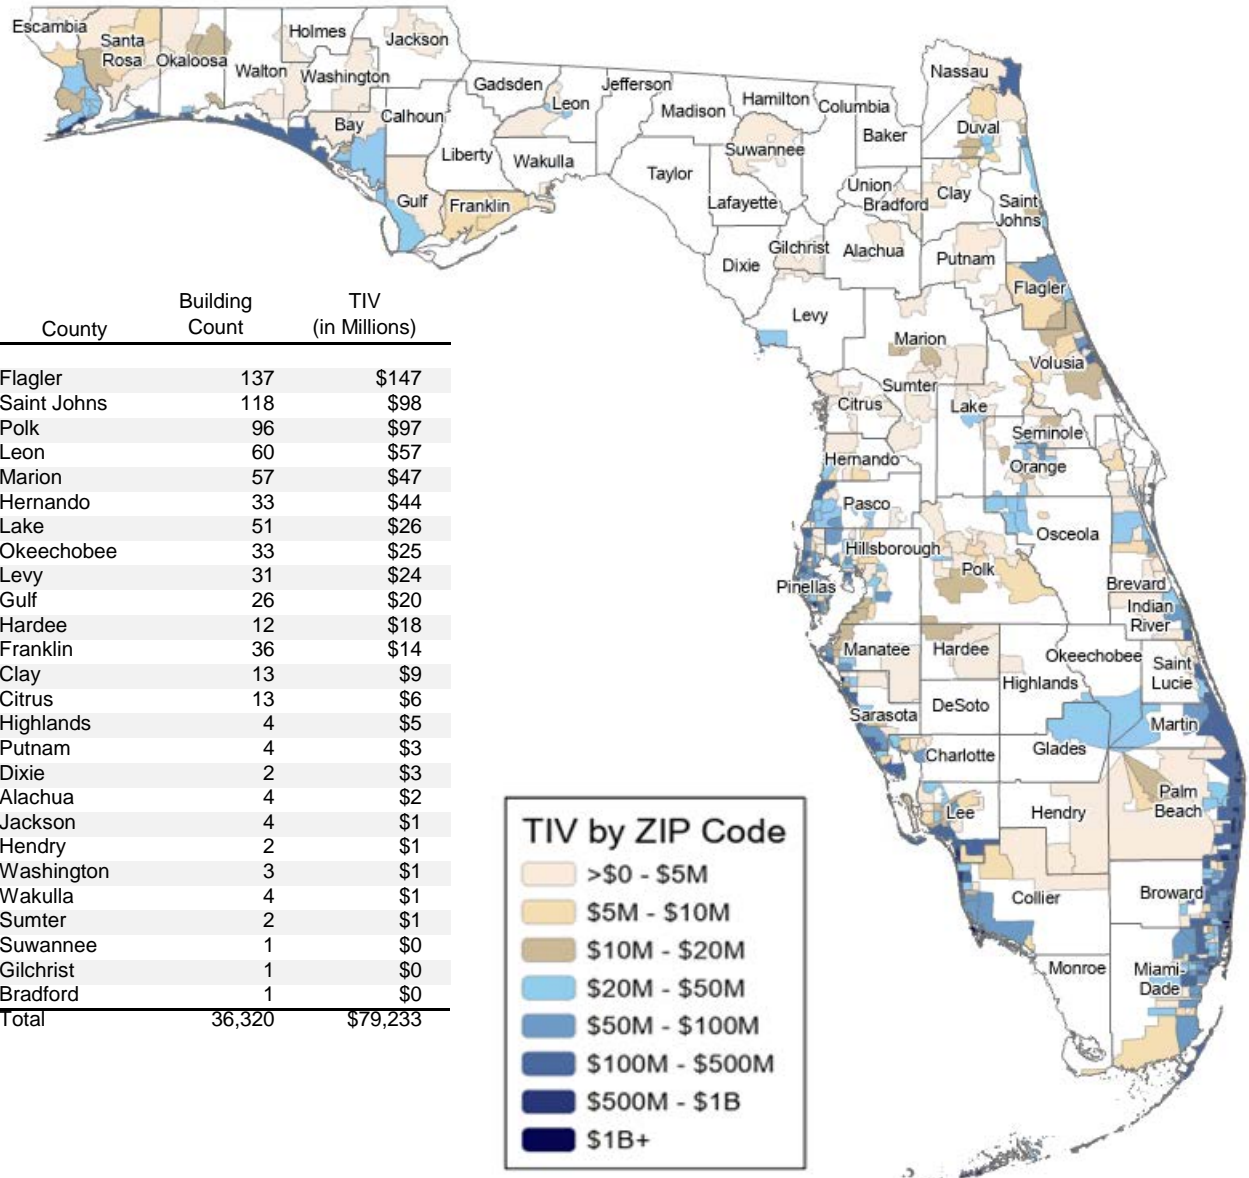 Escambia
Santa
Rosa
Okaloosa
Walton
Holmes
Washington
Jackson
Bay
Calhoun
Gulf
Liberty
Franklin
Gadsden
Leon
Wakulla
Jefferson
Madison
Taylor
Hamilton
Suwannee
Lafayette
Columbia
Baker
Union
Bradford
Nassau
Duval
Clay
Saint
Johns
Dixie
Gilchrist
Alachua
Putnam
Flagler
Levy
Marion
Volusia
Sumter
Citrus
Lake
Seminole
Hernando
Orange
Pasco
Osceola
Hillsborough
Polk
Pinellas
Brevard
Indian
River
Manatee
Hardee
Okeechobee
Highlands
Saint
Lucie
Sarasota
DeSoto
Martin
Charlotte
Glades
Lee
Hendry
Palm
Beach
Collier
Broward
Monroe
Miami-
Dade
County Building Count TIV (in Millions)
Flagler 137 $147
Saint Johns 118 $98
Polk 96 $97
Leon 60 $57
Marion 57 $47
Hernando 33 $44
Lake 51 $26
Okeechobee 33 $25
Levy 31 $24
Gulf 26 $20
Hardee 12 $18
Franklin 36 $14
Clay 13 $9
Citrus 13 $6
Highlands 4 $5
Putnam 4 $3
Dixie 2 $3
Alachua 4 $2
Jackson 4 $1
Hendry 2 $1
Washington 3 $1
Wakulla 4 $1
Sumter 2 $1
Suwannee 1 $0
Gilchrist 1 $0
Bradford 1 $0
Total 36,320 $79,233
TIV by ZIP Code
>$0 - $5M
$5M - $10M
$10M - $20M
$20M - $50M
$50M - $100M
$100M - $500M
$500M - $1B
$1B+